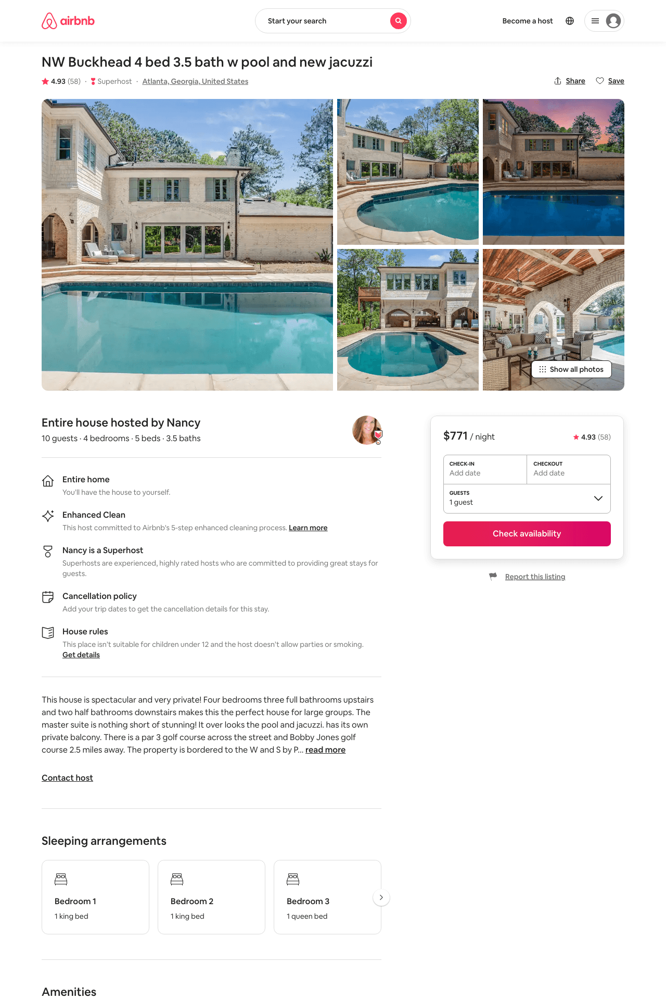 airbnb
Start your search
Become a host
NW Buckhead 4 bed 3.5 bath w pool and new jacuzzi
4.93 (58) · Superhost · Atlanta, Georgia, United States
Share
Save
Show all photos
Entire house hosted by Nancy
10 guests · 4 bedrooms · 5 beds · 3.5 baths
Entire home
You’ll have the house to yourself.
Enhanced Clean
This host committed to Airbnb's 5-step enhanced cleaning process. Learn more
Nancy is a Superhost
Superhosts are experienced, highly rated hosts who are committed to providing great stays for
guests.
Cancellation policy
Add your trip dates to get the cancellation details for this stay.
House rules
This place isn’t suitable for children under 12 and the host doesn’t allow parties or smoking.
Get details
$771 / night
4.93 (58)
CHECK-IN
Add date
CHECKOUT
Add date
GUESTS
1 guest
Check availability
Report this listing
This house is spectacular and very private! Four bedrooms three full bathrooms upstairs
and two half bathrooms downstairs makes this the perfect house for large groups. The
master suite is nothing short of stunning! It over looks the pool and jacuzzi. has its own
private balcony. There is a par 3 golf course across the street and Bobby Jones golf
course 2.5 miles away. The property is bordered to the W and S by P... read more
Contact host
Sleeping arrangements
Bedroom 1
1 king bed
Bedroom 2
1 king bed
Bedroom 3
1 queen bed
Amenities